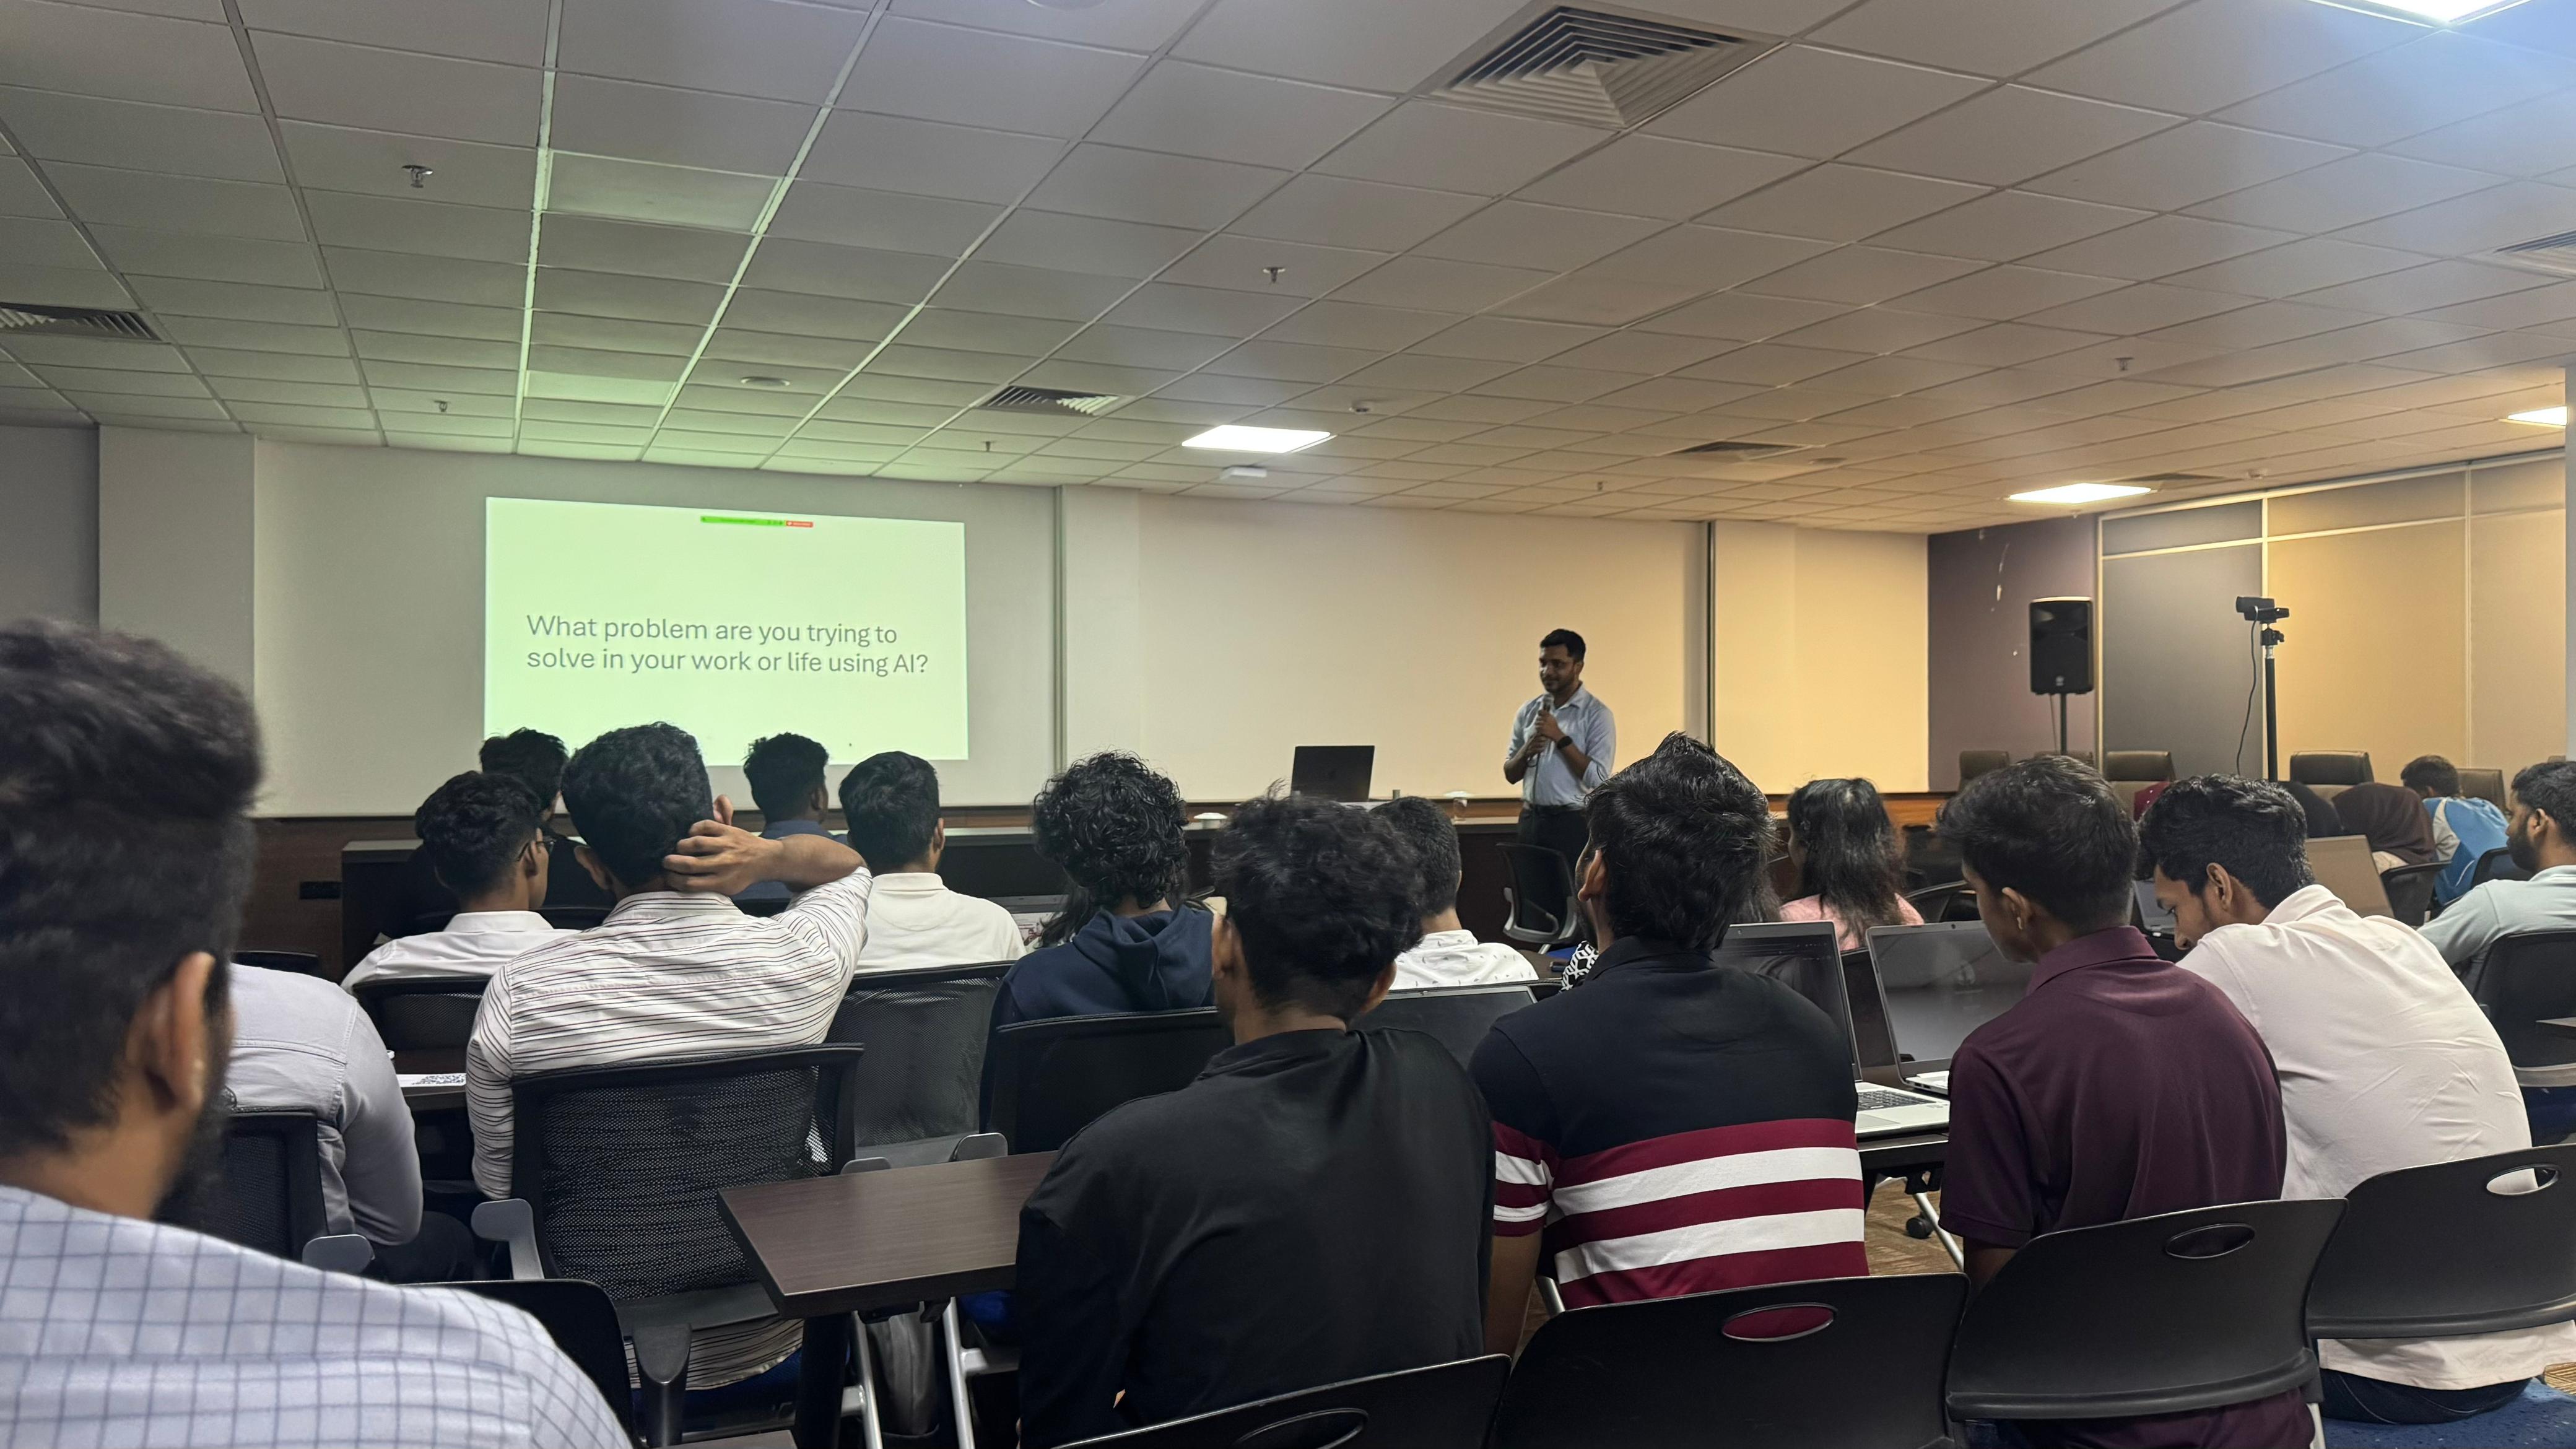 What problem are you trying to
solve in your work or life using AI?